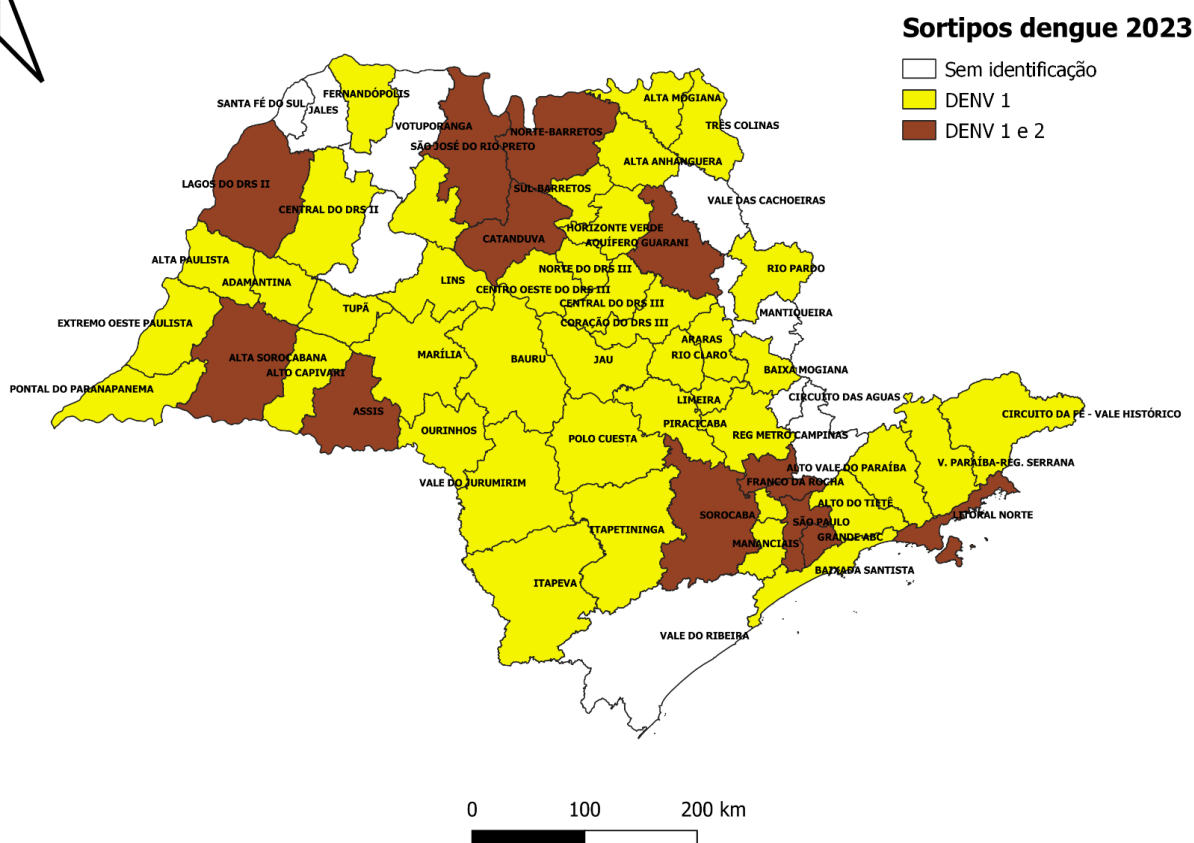 Sortipos dengue 2023
Sem identificação
DENV 1
DENV 1 e 2
FERNANDÓPOLIS
SANTA FÉ DO SUL
JALES
ALTA MOGIANA
VOTUPORANGA
NORTE-BARRETOS
TRÊS COLINAS
SÃO JOSÉ DO RIO PRETO
ALTA ANHANGUERA
LAGOS DO DRS II
SUL-BARRETOS
VALE DAS CACHOEIRAS
CENTRAL DO DRS II
HORIZONTE VERDE
CATANDUVA
AQUÍFERO GUARANI
ALTA PAULISTA
NORTE DO DRS III
RIO PARDO
ADAMANTINA
LINS
CENTRO OESTE DO DRS III
TUPÃ
CENTRAL DO DRS III
MANTIQUEIRA
EXTREMO OESTE PAULISTA
CORAÇÃO DO DRS III
ARARAS
MARÍLIA
RIO CLARO
ALTA SOROCABANA
BAURU
JAU
ALTO CAPIVARI
BAIXA MOGIANA
PONTAL DO PARANAPANEMA
LIMEIRA
CIRCUITO DAS AGUAS
ASSIS
CIRCUITO DA FÉ - VALE HISTÓRICO
PIRACICABA
OURINHOS
POLO CUESTA
REG METRO CAMPINAS
V. PARAÍBA-REG. SERRANA
ALTO VALE DO PARAÍBA
VALE DO JURUMIRIM
FRANCO DA ROCHA
ALTO DO TIETÊ
SOROCABA
LITORAL NORTE
SÃO PAULO
ITAPETININGA
GRANDE ABC
MANANCIAIS
BAIXADA SANTISTA
ITAPEVA
VALE DO RIBEIRA
0 100 200 km